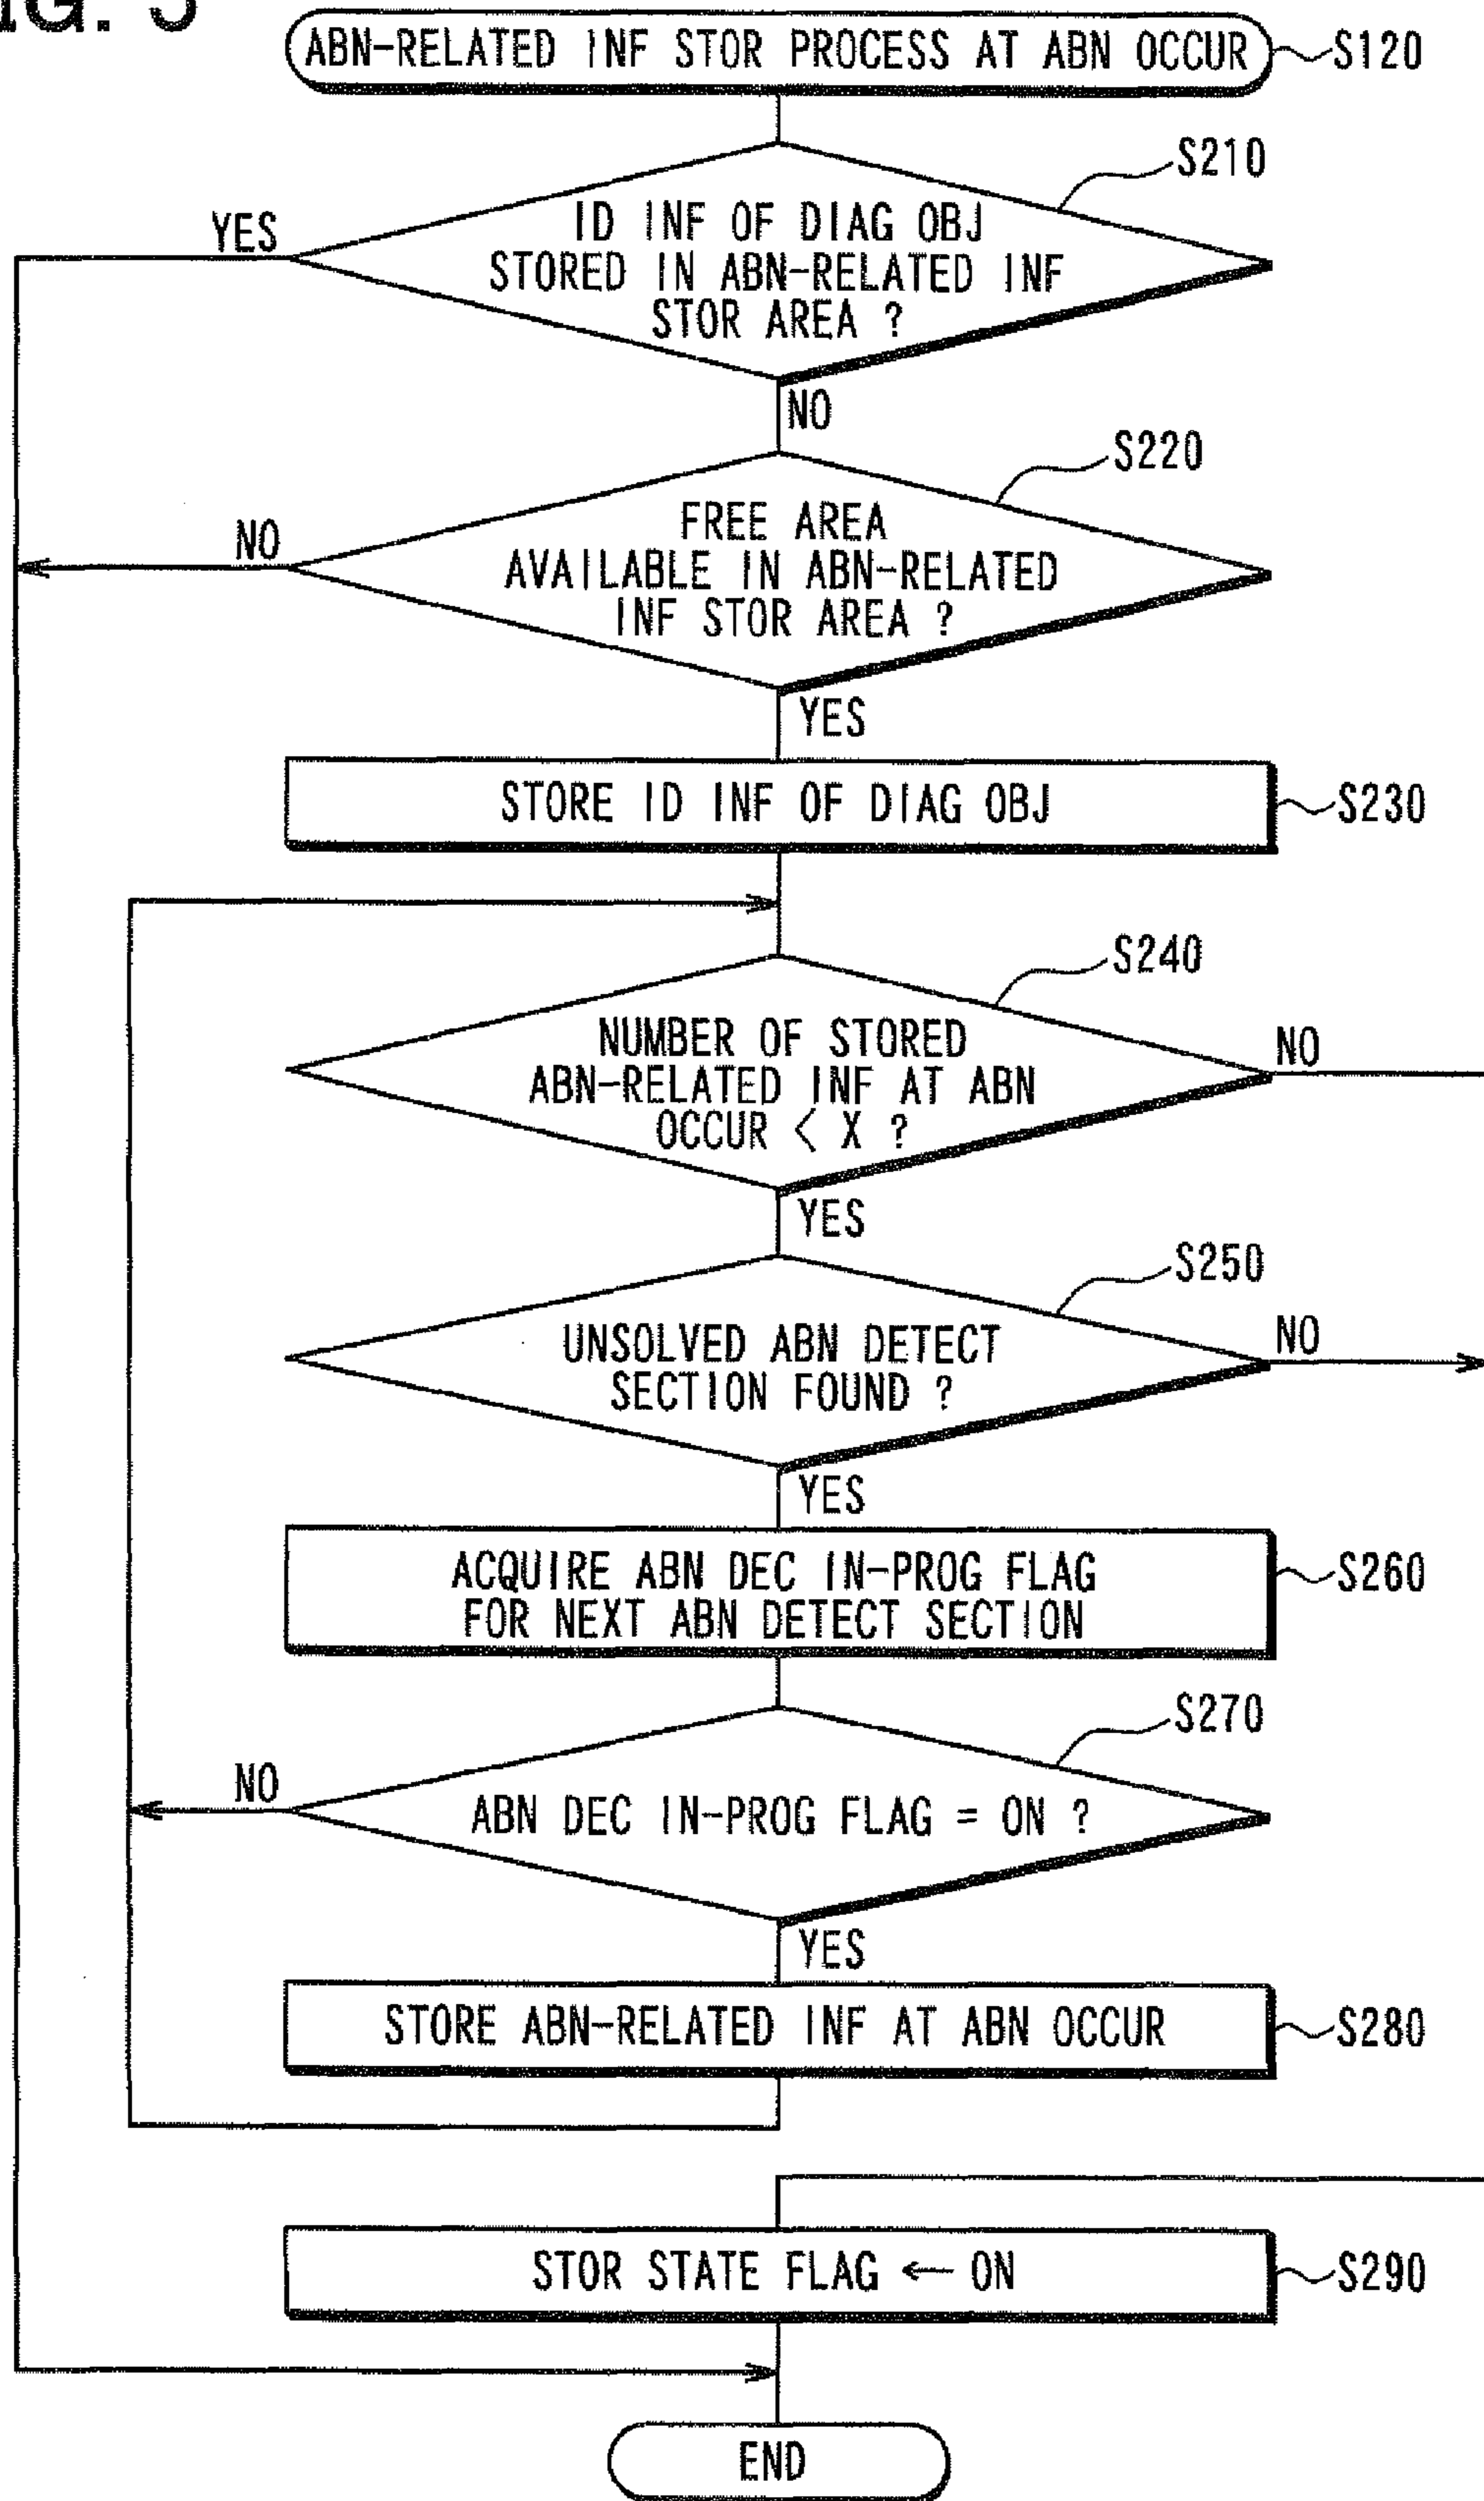 ABN-RELATED INF STOR PROCESS AT ABN OCCUR
S120
S210
ID INF OF DIAG OBJ
STORED IN ABN-RELATED INF
STOR AREA ?
YES
NO
S220
FREE AREA
AVAILABLE IN ABN-RELATED
INF STOR AREA ?
NO
YES
STORE ID INF OF DIAG OBJ
S230
S240
NUMBER OF STORED
ABN-RELATED INF AT ABN
OCCUR < X ?
NO
YES
S250
UNSOLVED ABN DETECT
SECTION FOUND ?
NO
YES
ACQUIRE ABN DEC IN-PROG FLAG
FOR NEXT ABN DETECT SECTION
S260
S270
ABN DEC IN-PROG FLAG = ON ?
NO
YES
STORE ABN-RELATED INF AT ABN OCCUR
S280
STOR STATE FLAG ← ON
S290
END